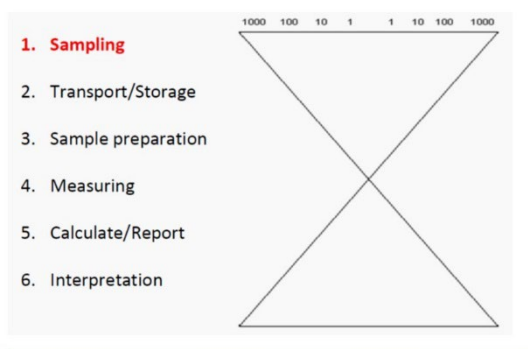 1000 100 10 1 1 10 100 1000
1. Sampling
2. Transport/Storage
3. Sample preparation
4. Measuring
5. Calculate/Report
6. Interpretation